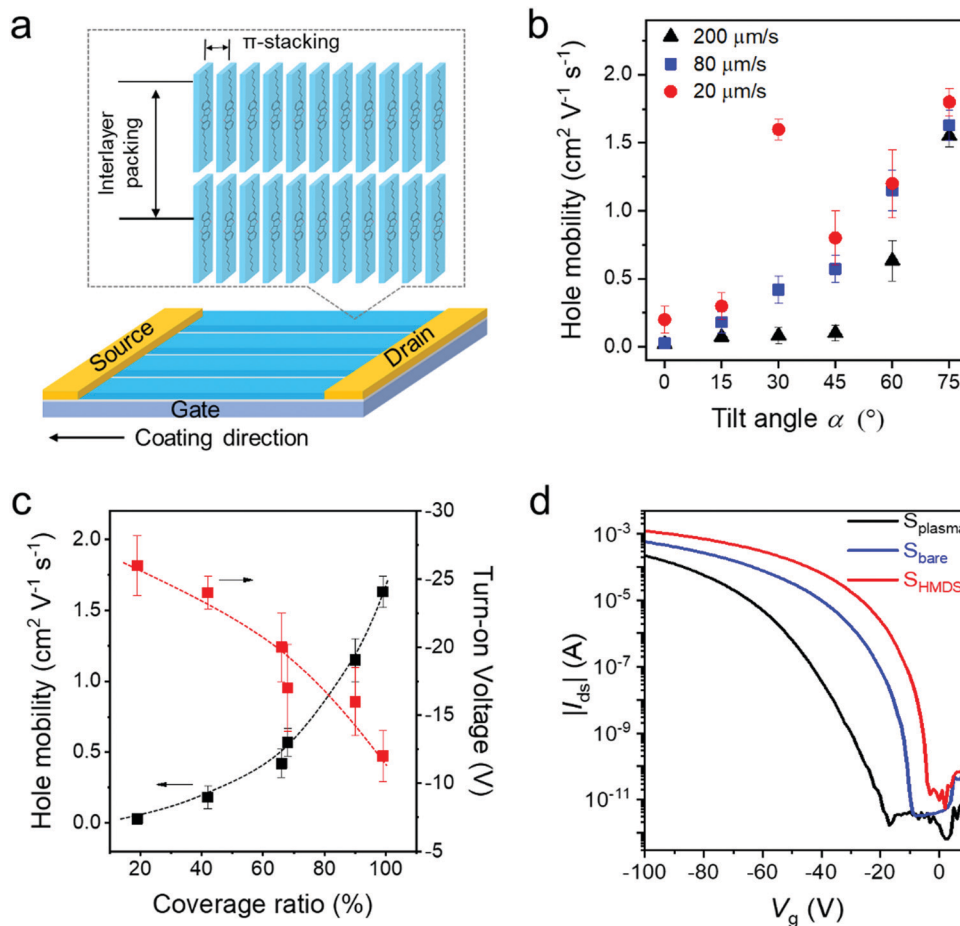 a
π-stacking
Interlayer
packing
Source
Drain
Gate
Coating direction
b
200 μm/s
80 μm/s
20 μm/s
Hole mobility (cm² V⁻¹ s⁻¹)
2.0
1.5
1.0
0.5
0.0
0 15 30 45 60 75
Tilt angle α (°)
c
Hole mobility (cm² V⁻¹ s⁻¹)
2.0
1.5
1.0
0.5
0.0
-30
-25
-20
-15
-10
-5
Turn-on Voltage (V)
20 40 60 80 100
Coverage ratio (%)
d
S_plasma
S_bare
S_HMDS
|I_ds| (A)
10⁻³
10⁻⁵
10⁻⁷
10⁻⁹
10⁻¹¹
-100 -80 -60 -40 -20 0
V_g (V)